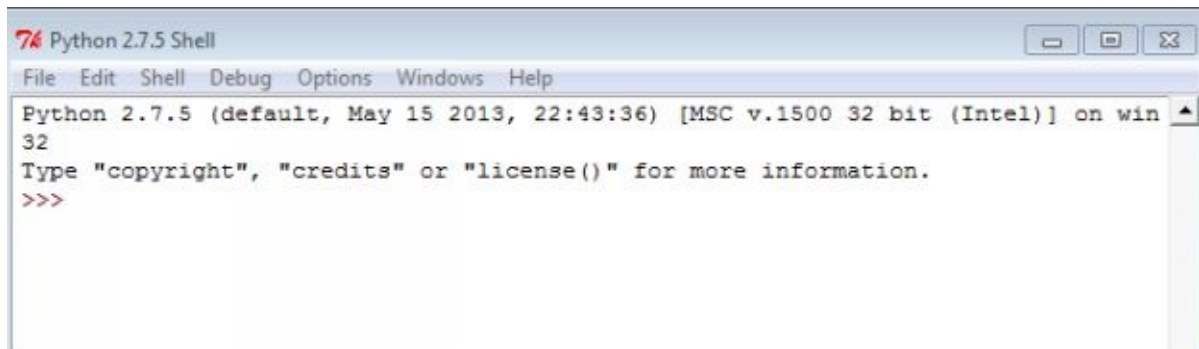 Python 2.7.5 Shell
File Edit Shell Debug Options Windows Help
Python 2.7.5 (default, May 15 2013, 22:43:36) [MSC v.1500 32 bit (Intel)] on win
32
Type "copyright", "credits" or "license()" for more information.
>>>